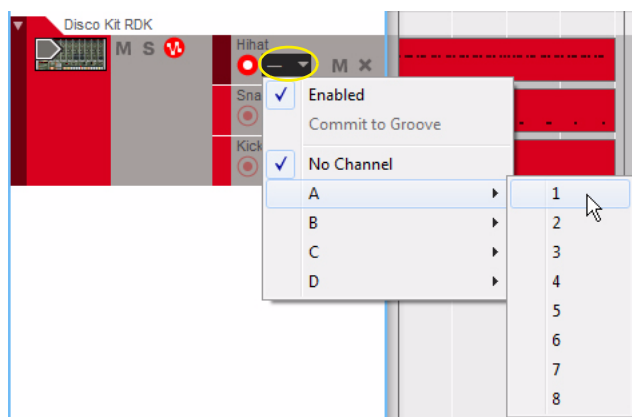 Disco Kit RDK
M S
Hihat
M
Sna
Kick
Enabled
Commit to Groove
No Channel
A
B
C
D
1
2
3
4
5
6
7
8